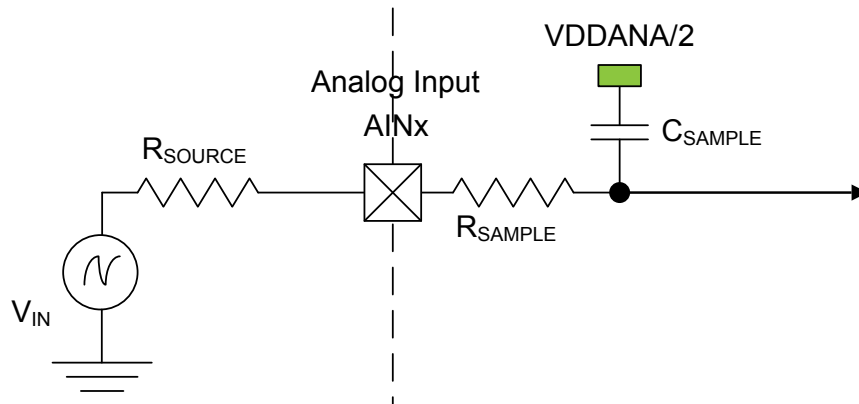 VDDANA/2
Analog Input
AINx
CSAMPLE
RSOURCE
RSAMPLE
VIN